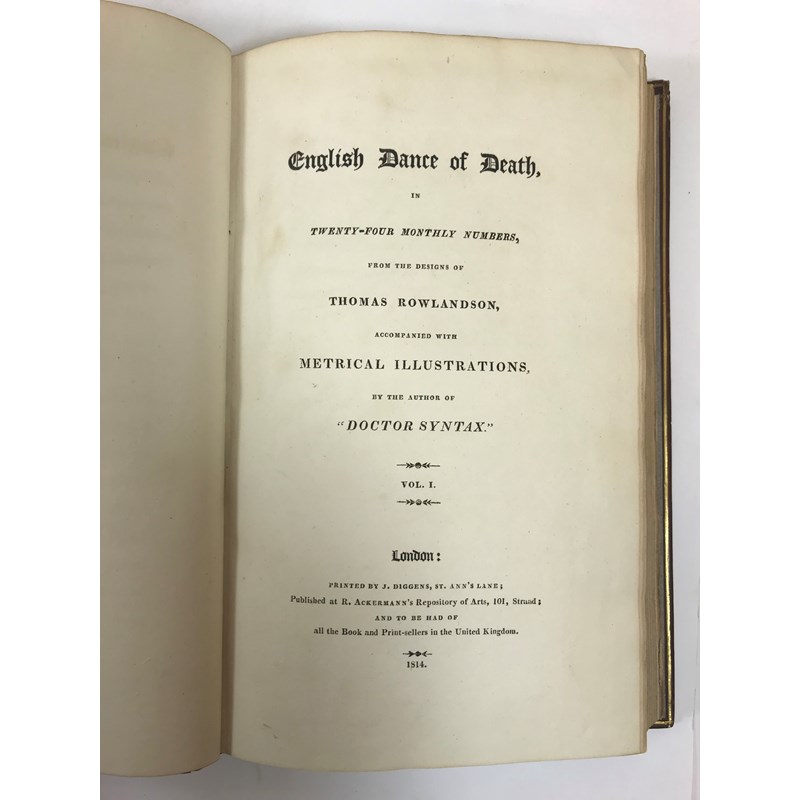 English Dance of Death,
IN
TWENTY-FOUR MONTHLY NUMBERS,
FROM THE DESIGNS OF
THOMAS ROWLANDSON,
ACCOMPANIED WITH
METRICAL ILLUSTRATIONS,
BY THE AUTHOR OF
"DOCTOR SYNTAX."
VOL. I.
London:
PRINTED BY J. DIGGENS, ST. ANN'S LANE;
Published at R. ACKERMANN'S Repository of Arts, 101, Strand;
AND TO BE HAD OF
all the Book and Print-sellers in the United Kingdom.
1814.